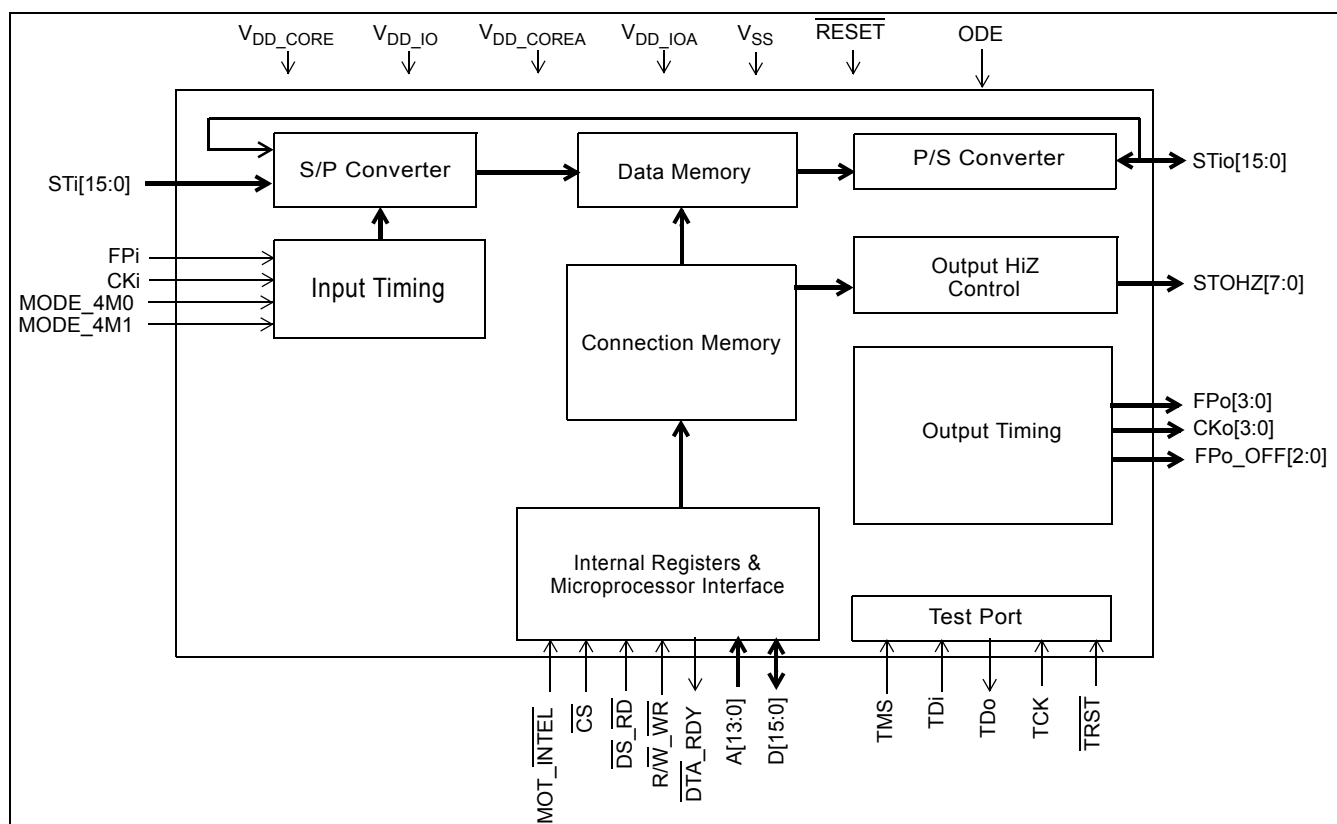 VDD_CORE
VDD_IO
VDD_COREA
VDD_IOA
VSS
RESET
ODE
S/P Converter
Data Memory
P/S Converter
STi[15:0]
STio[15:0]
FPi
CKi
MODE_4M0
MODE_4M1
Input Timing
Connection Memory
Output HiZ
Control
STOHZ[7:0]
Output Timing
FPo[3:0]
CKo[3:0]
FPo_OFF[2:0]
Internal Registers &
Microprocessor Interface
Test Port
MOT_INTEL
CS
DS_RD
R/W_WR
DTA_RDY
A[13:0]
D[15:0]
TMS
TDi
TDo
TCK
TRST